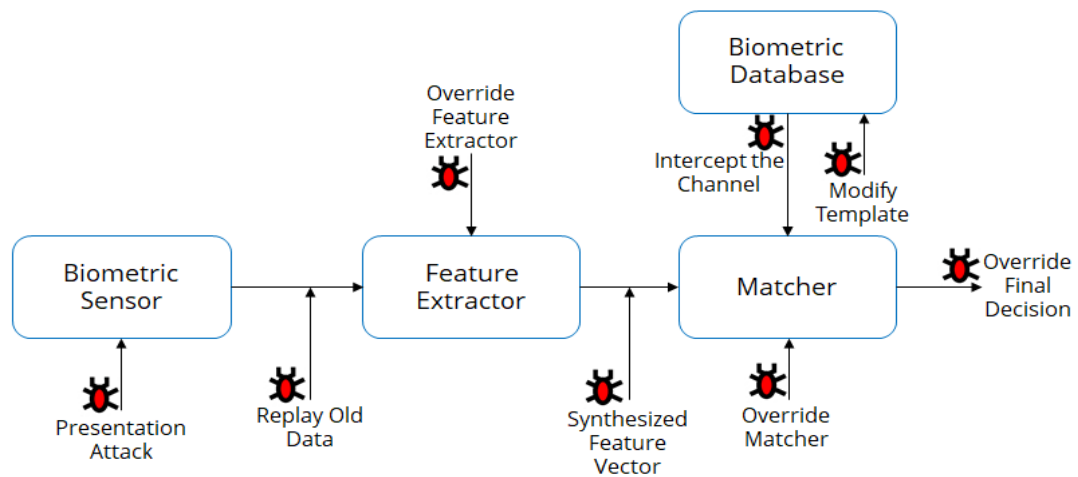 Biometric
Database
Override
Feature
Extractor
Intercept the
Channel
Modify
Template
Biometric
Sensor
Feature
Extractor
Matcher
Override
Final
Decision
Presentation
Attack
Replay Old
Data
Synthesized
Feature
Vector
Override
Matcher